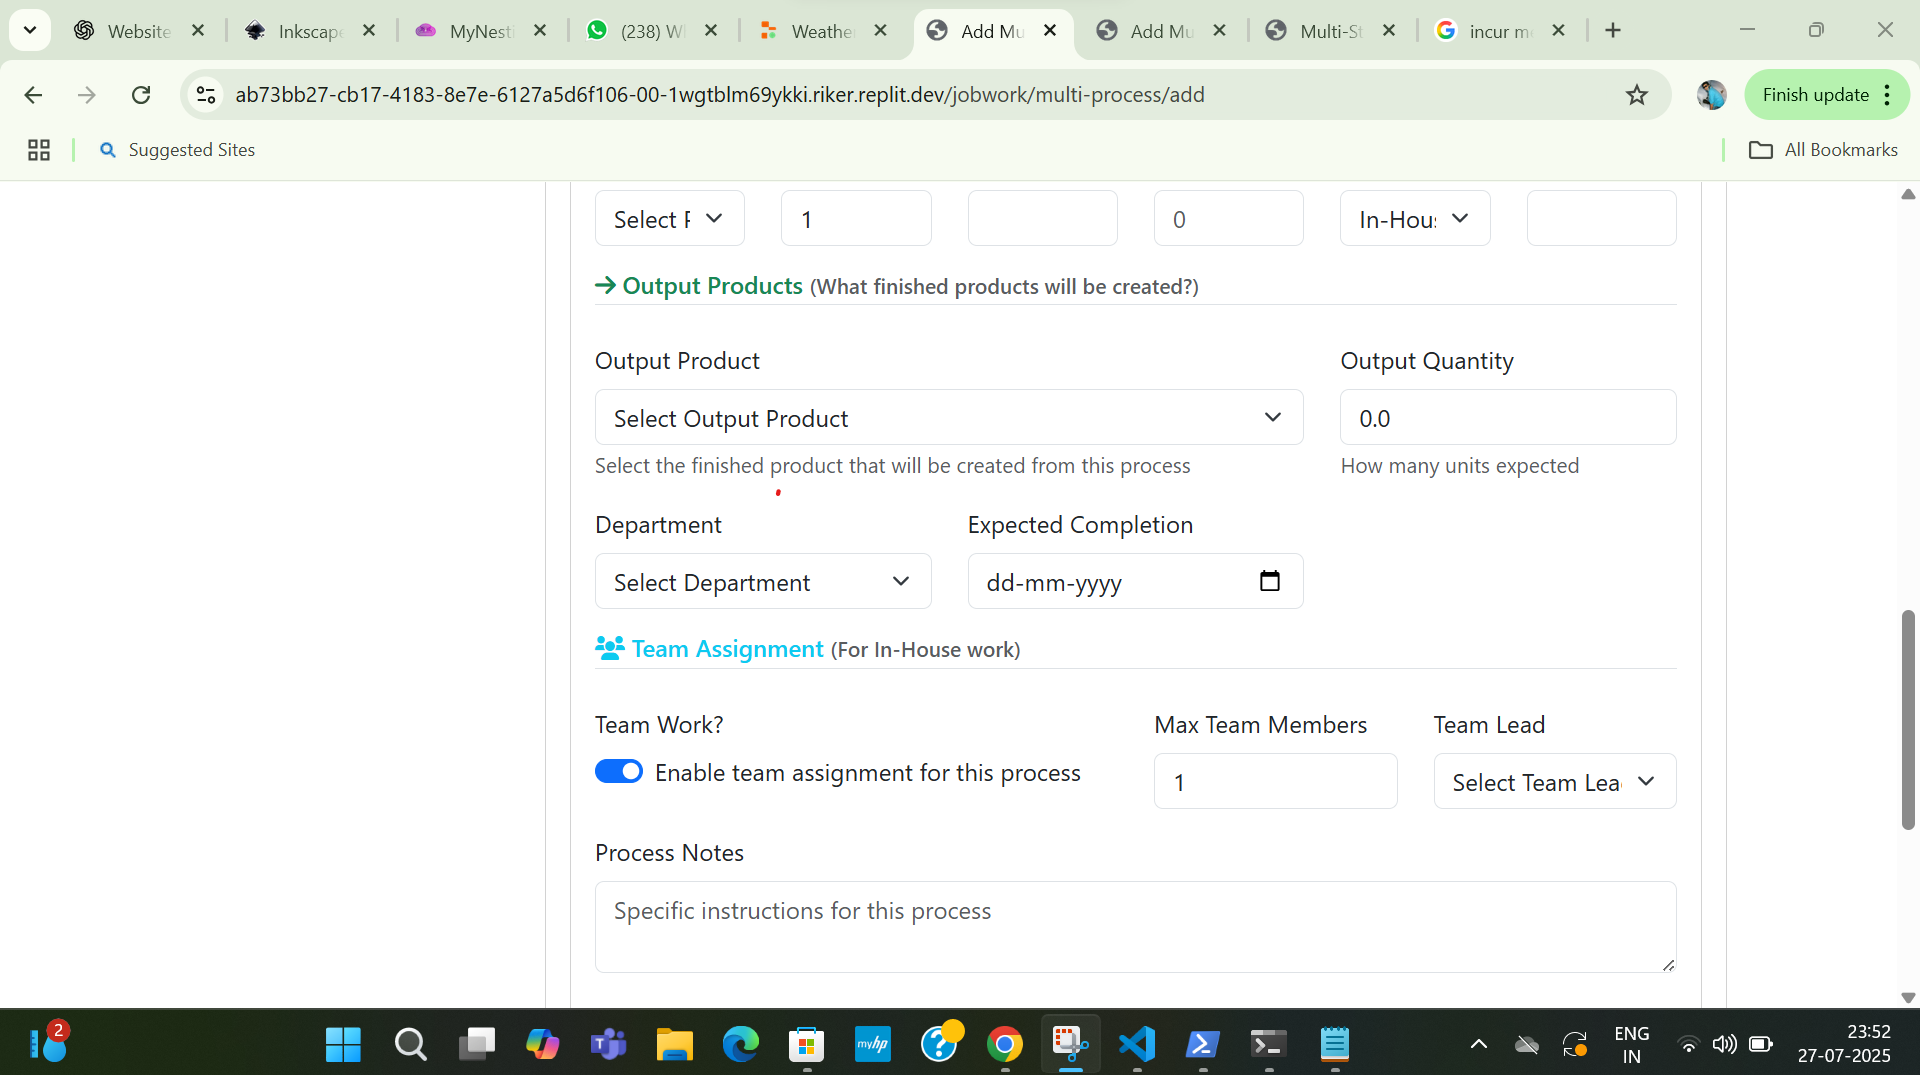 Website
Inkscape
MyNesti
(238) W
Weather
Add Mu
Add Mu
Multi-St
incur m
ab73bb27-cb17-4183-8e7e-6127a5d6f106-00-1wgtblm69ykki.riker.replit.dev/jobwork/multi-process/add
Finish update
Suggested Sites
All Bookmarks
Select
1
0
In-Hous
Output Products (What finished products will be created?)
Output Product
Output Quantity
Select Output Product
0.0
Select the finished product that will be created from this process
How many units expected
Department
Expected Completion
Select Department
dd-mm-yyyy
Team Assignment (For In-House work)
Team Work?
Max Team Members
Team Lead
Enable team assignment for this process
1
Select Team Lea
Process Notes
Specific instructions for this process
2
myhp
ENG
IN
23:52
27-07-2025